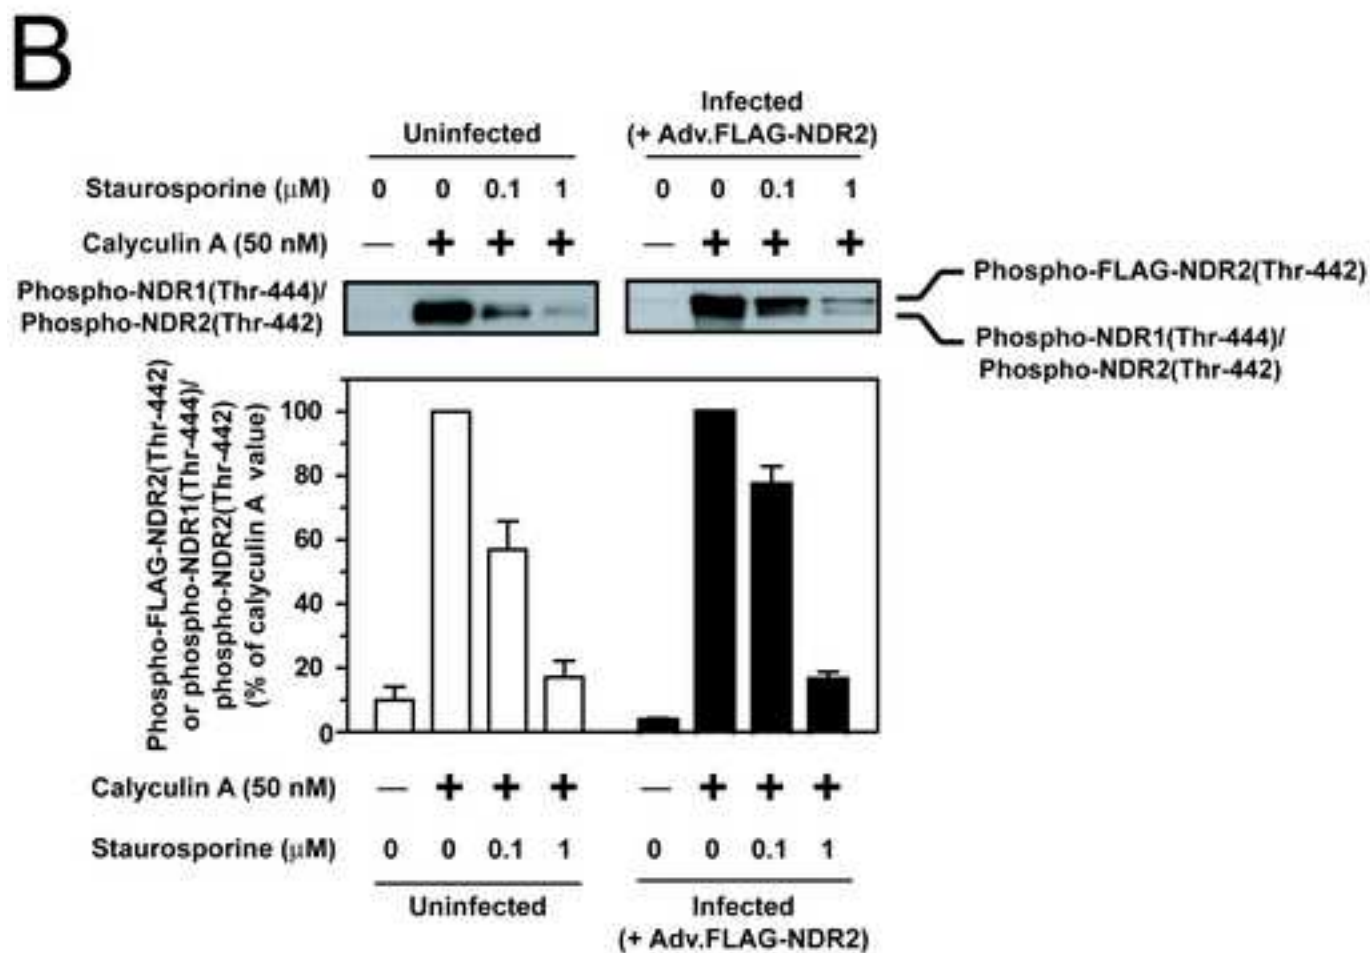 B
Uninfected
Infected
(+ Adv.FLAG-NDR2)
Staurosporine (μM) 0 0 0.1 1 0 0 0.1 1
Calyculin A (50 nM) — + + + — + + +
Phospho-NDR1(Thr-444)/
Phospho-NDR2(Thr-442)
Phospho-FLAG-NDR2(Thr-442)
Phospho-NDR1(Thr-444)/
Phospho-NDR2(Thr-442)
Phospho-FLAG-NDR2(Thr-442)
or phospho-NDR1(Thr-444)/
phospho-NDR2(Thr-442)
(% of calyculin A value)
100
80
60
40
20
0
Calyculin A (50 nM) — + + + — + + +
Staurosporine (μM) 0 0 0.1 1 0 0 0.1 1
Uninfected
Infected
(+ Adv.FLAG-NDR2)